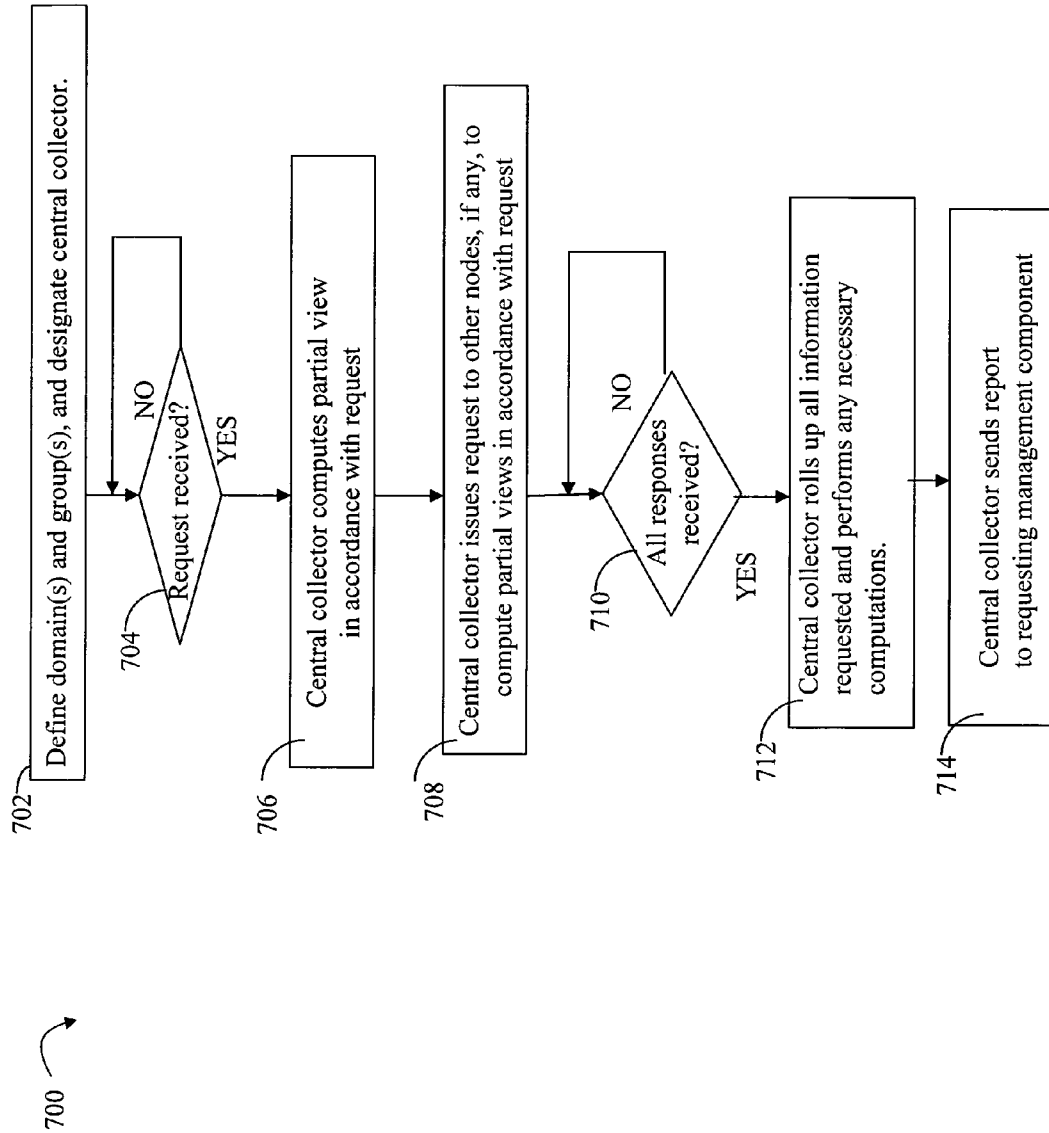 700
702
Define domain(s) and group(s), and designate central collector.
704
Request received?
NO
YES
706
Central collector computes partial view
in accordance with request
708
Central collector issues request to other nodes, if any, to
compute partial views in accordance with request
710
All responses
received?
NO
YES
712
Central collector rolls up all information
requested and performs any necessary
computations.
714
Central collector sends report
to requesting management component